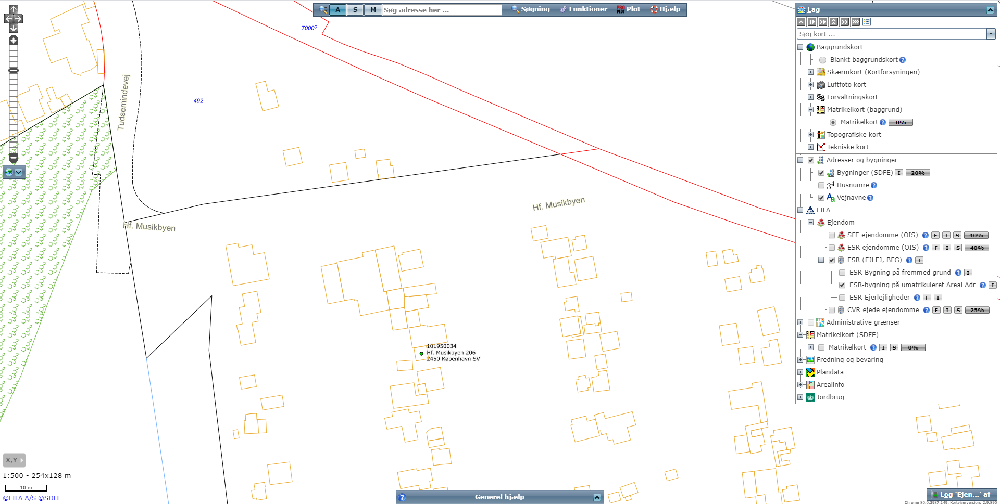 A S M Søg adresse her ... Søgning Funktioner PRO PLOT Plot Hjælp
7000c
492
Tudsemindevej
Hf. Musikbyen
Hf. Musikbyen
101950034
Hf. Musikbyen 206
2450 København SV
X,Y
1:500 - 254x128 m
10 m
©LIFA A/S ©SDFE
Generel hjælp
Lag
Søg kort ...
Baggrundskort
Blankt baggrundskort
Skærmkort (Kortforsyningen)
Luftfoto kort
§§ Forvaltningskort
Matrikelkort (baggrund)
Matrikelkort 0%
Topografiske kort
Tekniske kort
Adresser og bygninger
Bygninger (SDFE) I 20%
34 Husnumre
Aa Vejnavne
LIFA
Ejendom
SFE ejendomme (OIS) F I S 40%
ESR ejendomme (OIS) F I S 40%
ESR (EJLEJ, BFG) I
ESR-Bygning på fremmed grund I
ESR-bygning på umatrikuleret Areal Adr I
ESR-Ejerlejligheder F I
CVR ejede ejendomme F I S 25%
Administrative grænser
Matrikelkort (SDFE)
Matrikelkort I S 0%
Fredning og bevaring
Plandata
Arealinfo
Jordbrug
Log 'Ejen...' af
Chrome 80.0.3987.149. Kortviserversion: 2.9.890